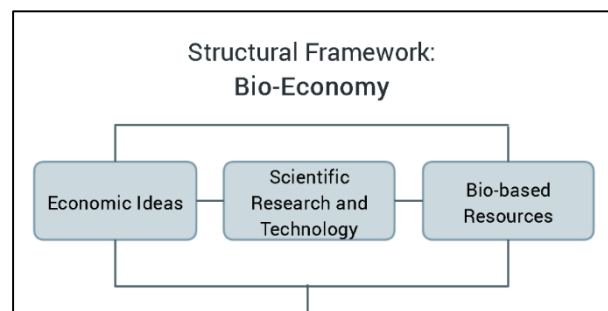 Structural Framework:
Bio-Economy
Economic Ideas
Scientific
Research and
Technology
Bio-based
Resources